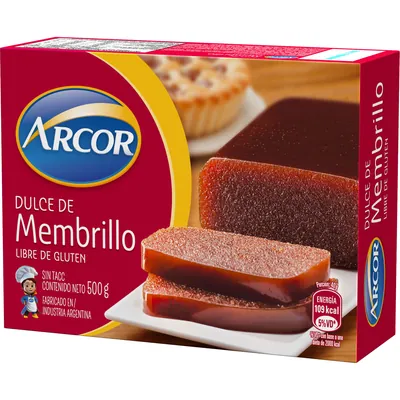 ARCOR
DULCE DE
Membrillo
LIBRE DE GLUTEN
SIN TACC
CONTENIDO NETO 500 g
FABRICADO EN/
INDUSTRIA ARGENTINA
ENERGÍA
109 kcal
5%VD*
DULCE DE
Membrillo
LIBRE DE GLUTEN
ARCOR